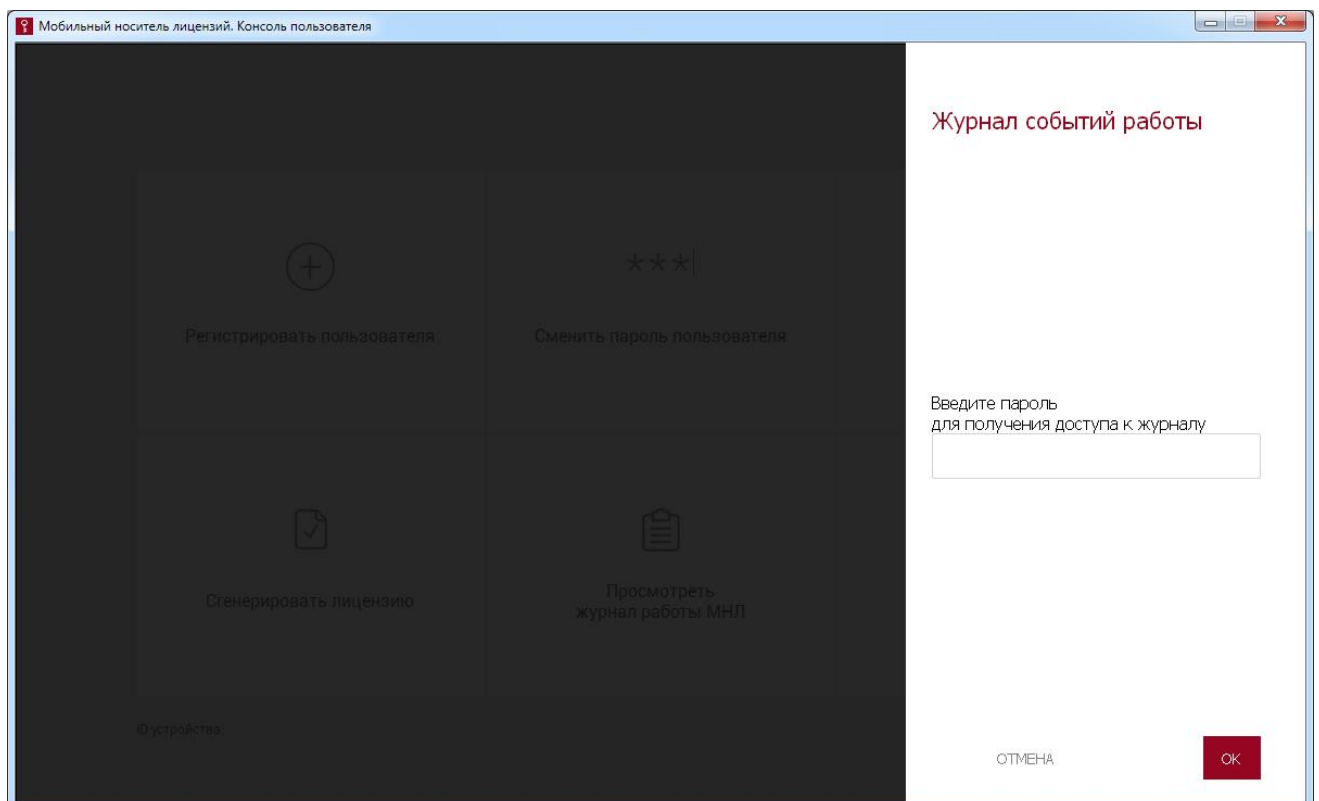 Мобильный носитель лицензий. Консоль пользователя
Журнал событий работы
***
Регистрировать пользователя
Сменить пароль пользователя
Введите пароль
для получения доступа к журналу
Сгенерировать лицензию
Просмотреть
журнал работы МНЛ
ID устройства:
ОТМЕНА
ОК